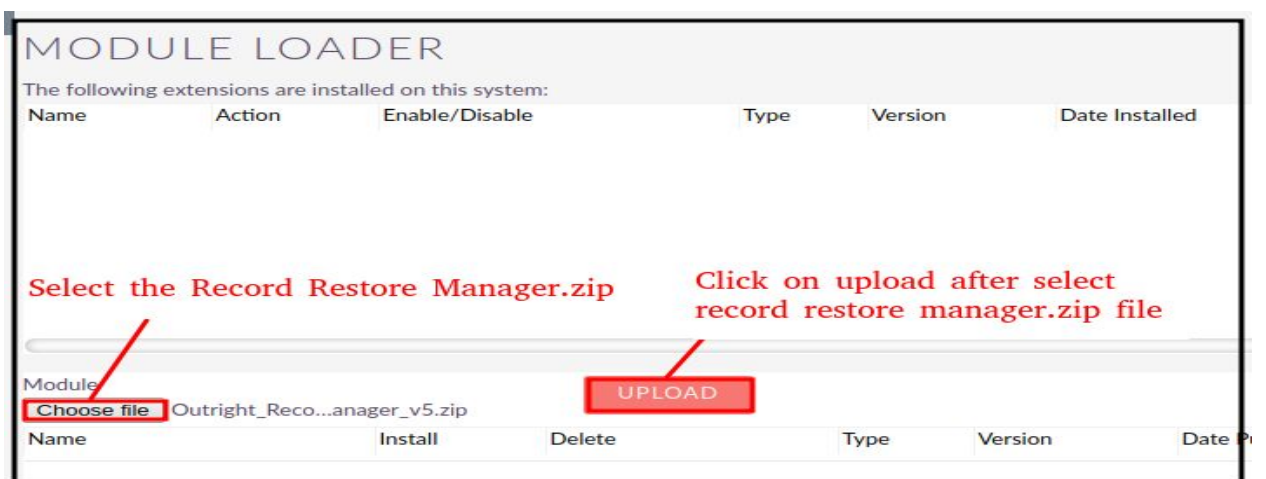 MODULE LOADER
The following extensions are installed on this system:
Name Action Enable/Disable Type Version Date Installed
Select the Record Restore Manager.zip
Click on upload after select
record restore manager.zip file
Module
UPLOAD
Choose file Outright_Reco...anager_v5.zip
Name Install Delete Type Version Date